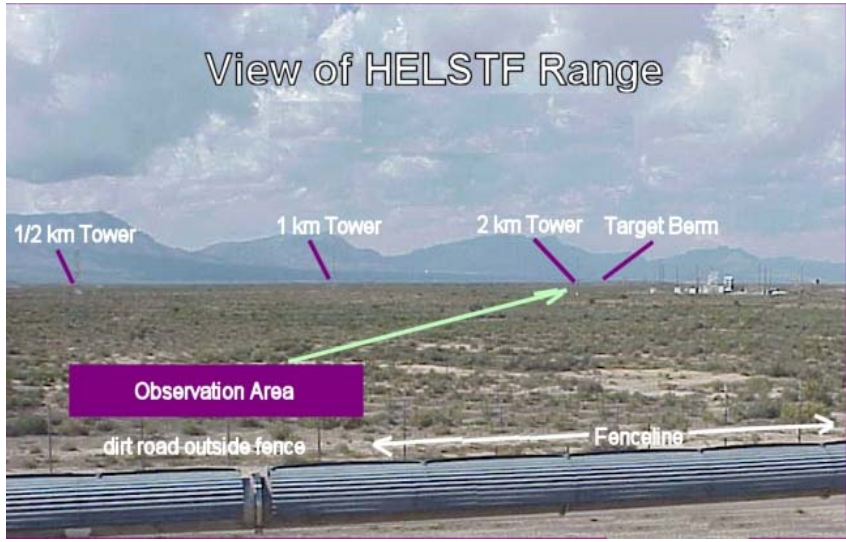 View of HELSTF Range
1/2 km Tower
1 km Tower
2 km Tower
Target Berm
Observation Area
dirt road outside fence
Fenceline